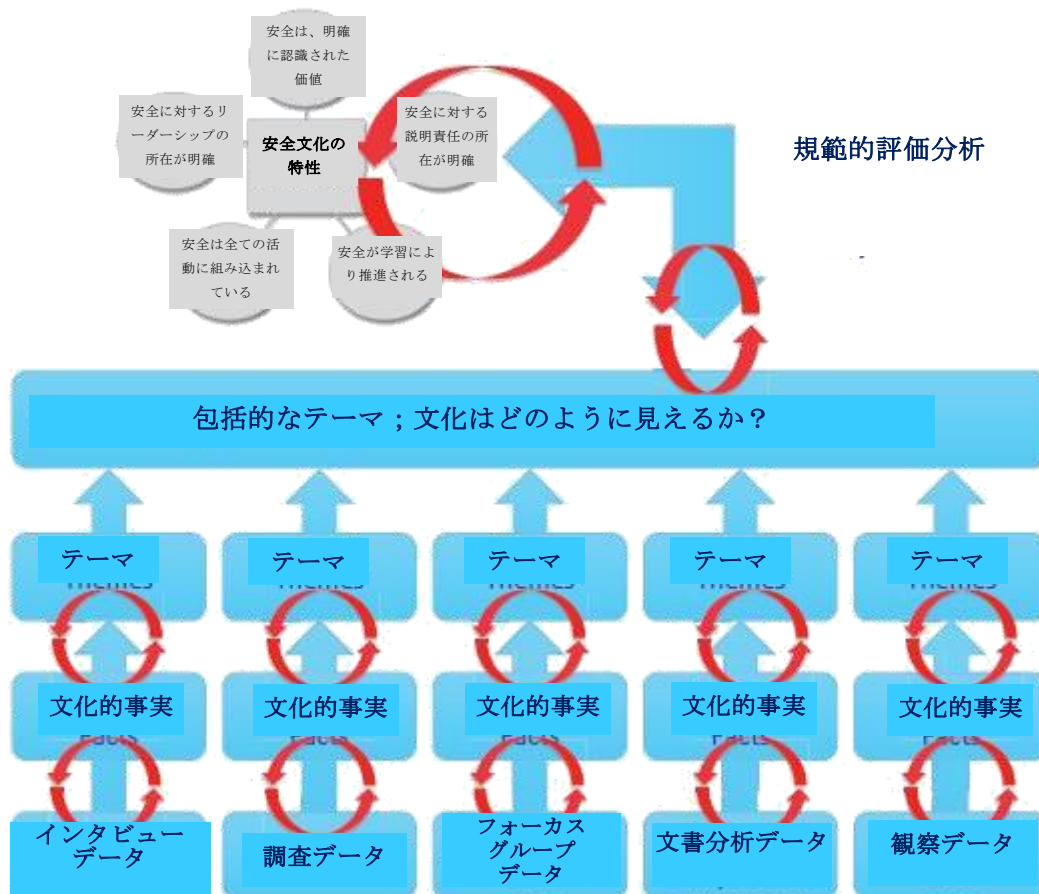 安全は、明確
に認識された
価値
安全に対するリ
ーダーシップの
所在が明確
安全文化の
特性
安全に対する
説明責任の所
在が明確
規範的評価分析
安全は全ての活
動に組み込まれ
ている
安全が学習によ
り推進される
包括的なテーマ；文化はどのように見えるか？
テーマ
テーマ
テーマ
テーマ
テーマ
文化的事実
文化的事実
文化的事実
文化的事実
文化的事実
インタビュー
データ
調査データ
フォーカス
グループ
データ
文書分析データ
観察データ